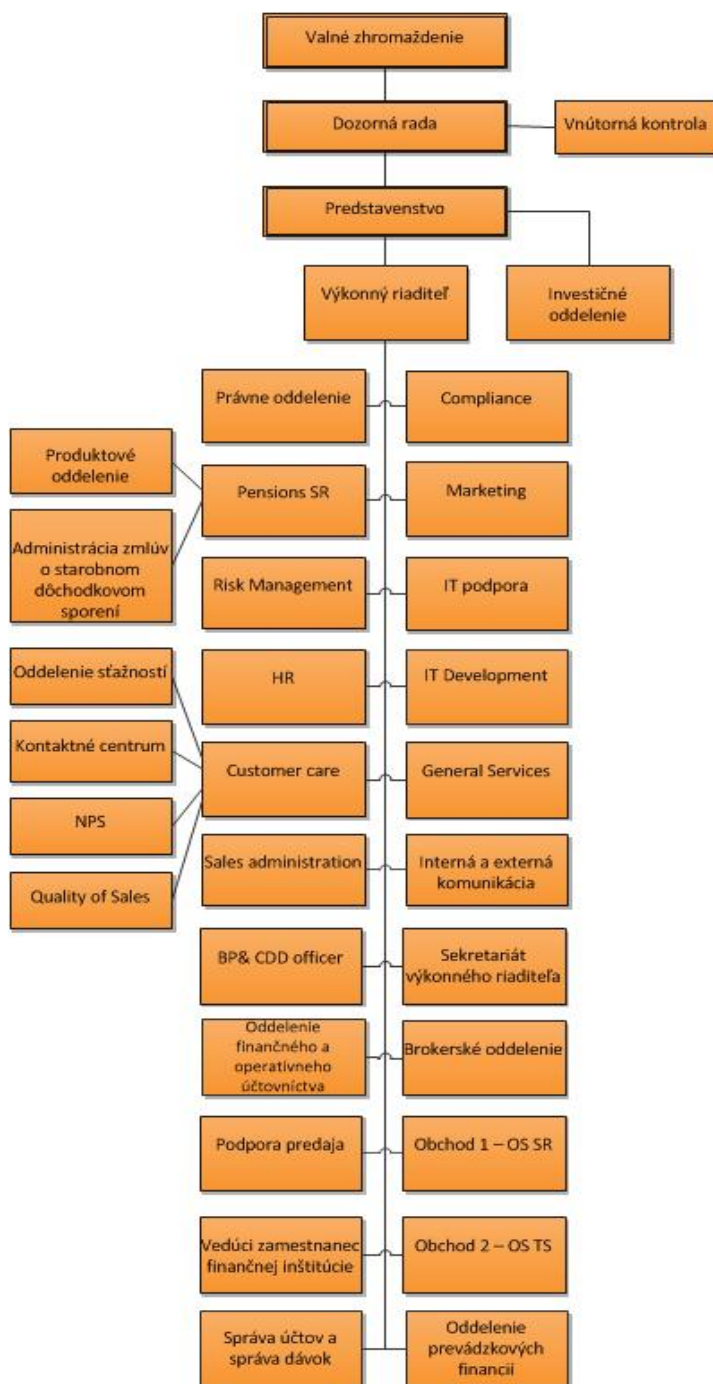 Valné zhromaždenie
Dozorná rada
Vnútorná kontrola
Predstavenstvo
Výkonný riaditeľ
Investičné
oddelenie
Právne oddelenie
Compliance
Produktové
oddelenie
Pensions SR
Marketing
Administrácia zmlúv
o starobnom
dôchodkovom
sporení
Risk Management
IT podpora
Oddelenie sťažností
HR
IT Development
Kontaktné centrum
Customer care
General Services
NPS
Quality of Sales
Sales administration
Interná a externá
komunikácia
BP& CDD officer
Sekretariát
výkonného riaditeľa
Oddelenie
finančného a
operatívneho
účtovníctva
Brokerské oddelenie
Podpora predaja
Obchod 1 – OS SR
Vedúci zamestnanec
finančnej inštitúcie
Obchod 2 – OS TS
Správa účtov a
správa dávok
Oddelenie
prevádzkových
financií